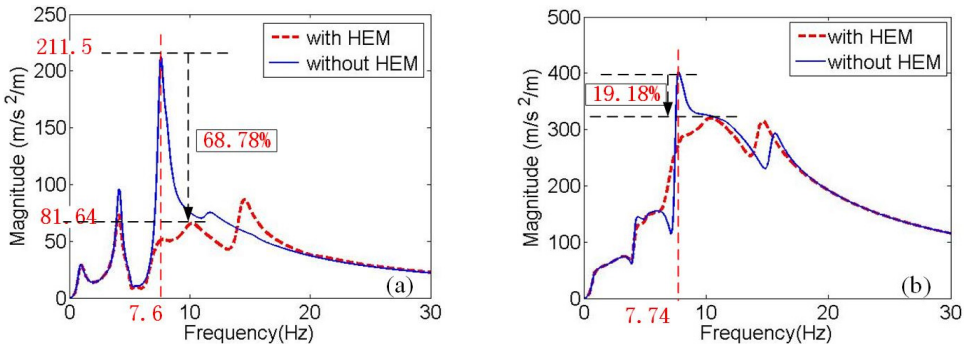 250
200
150
100
50
0
Magnitude (m/s ²/m)
211.5
81.64
68.78%
with HEM
without HEM
(a)
0
10
20
30
7.6
Frequency(Hz)
500
400
300
200
100
0
Magnitude (m/s ²/m)
19.18%
with HEM
without HEM
(b)
0
10
20
30
7.74
Frequency(Hz)